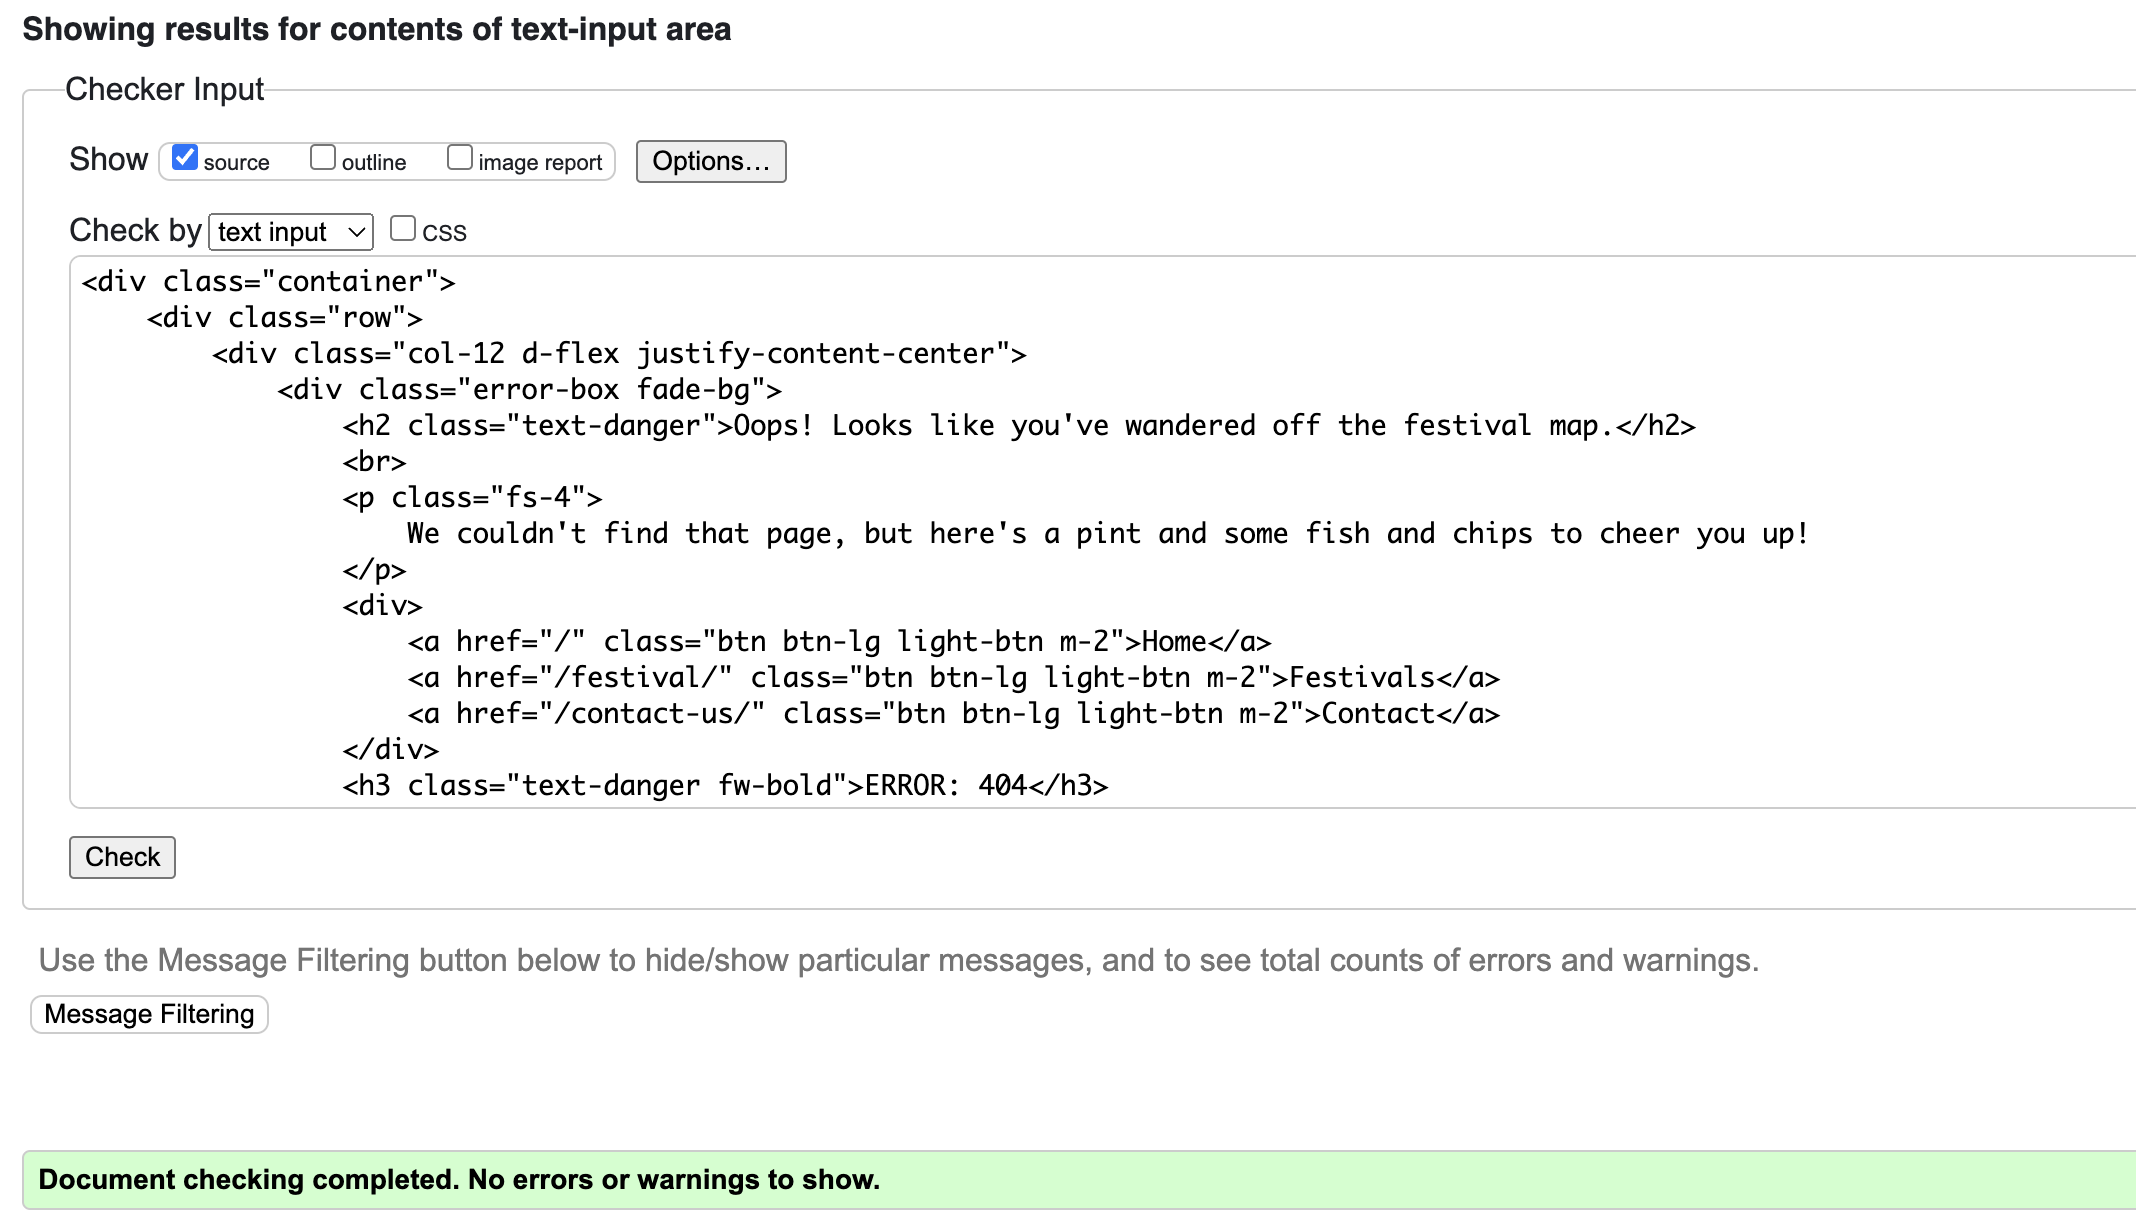 Showing results for contents of text-input area
Checker Input
Show source outline image report Options...
Check by text input CSS
<div class="container">
<div class="row">
<div class="col-12 d-flex justify-content-center">
<div class="error-box fade-bg">
<h2 class="text-danger">Oops! Looks like you've wandered off the festival map.</h2>
<br>
<p class="fs-4">
We couldn't find that page, but here's a pint and some fish and chips to cheer you up!
</p>
<div>
<a href="/" class="btn btn-lg light-btn m-2">Home</a>
<a href="/festival/" class="btn btn-lg light-btn m-2">Festivals</a>
<a href="/contact-us/" class="btn btn-lg light-btn m-2">Contact</a>
</div>
<h3 class="text-danger fw-bold">ERROR: 404</h3>
Check
Use the Message Filtering button below to hide/show particular messages, and to see total counts of errors and warnings.
Message Filtering
Document checking completed. No errors or warnings to show.